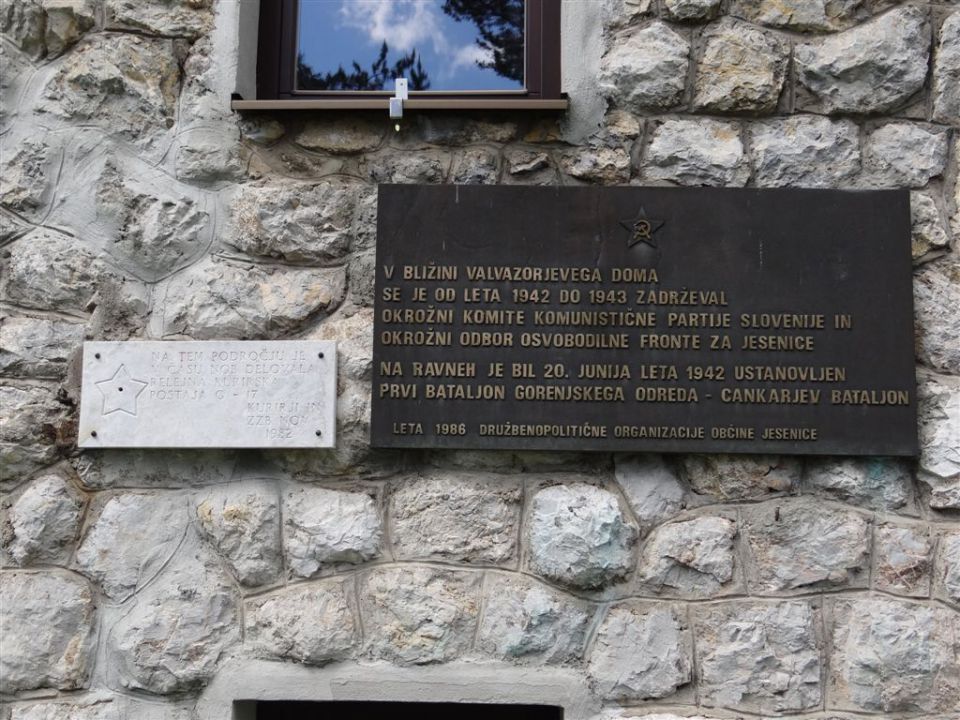 NA TEM PODROČJU JE
V ČASU NOB DELOVALA
RELEJNA KURIRSKA
POSTAJA G - 17
KURIRJI IN
ZZB NOV
1982
V BLIŽINI VALVAZORJEVEGA DOMA
SE JE OD LETA 1942 DO 1943 ZADRŽEVAL
OKROŽNI KOMITE KOMUNISTIČNE PARTIJE SLOVENIJE IN
OKROŽNI ODBOR OSVOBODILNE FRONTE ZA JESENICE
NA RAVNEH JE BIL 20. JUNIJA LETA 1942 USTANOVLJEN
PRVI BATALJON GORENJSKEGA ODREDA - CANKARJEV BATALJON
LETA 1986 DRUŽBENOPOLITIČNE ORGANIZACIJE OBČINE JESENICE